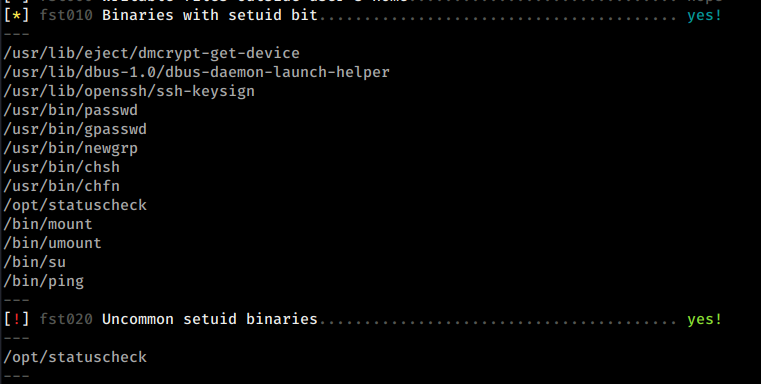 [*] fst010 Binaries with setuid bit........................................ yes!
---
/usr/lib/eject/dmcrypt-get-device
/usr/lib/dbus-1.0/dbus-daemon-launch-helper
/usr/lib/openssh/ssh-keysign
/usr/bin/passwd
/usr/bin/gpasswd
/usr/bin/newgrp
/usr/bin/chsh
/usr/bin/chfn
/opt/statuscheck
/bin/mount
/bin/umount
/bin/su
/bin/ping
---
[!] fst020 Uncommon setuid binaries........................................ yes!
---
/opt/statuscheck
---